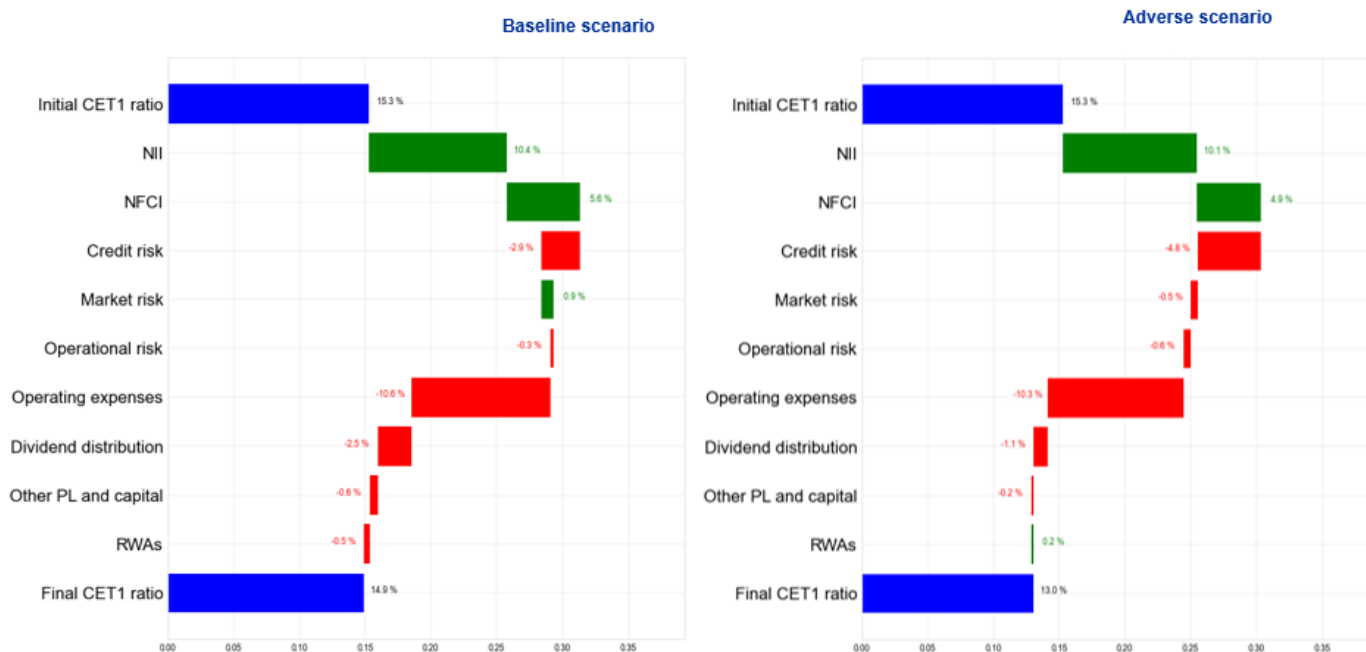 Baseline scenario
Initial CET1 ratio
15.3 %
NII
10.4 %
NFCI
5.6 %
Credit risk
-2.9 %
Market risk
0.9 %
Operational risk
-0.3 %
Operating expenses
-10.6 %
Dividend distribution
-2.5 %
Other PL and capital
-0.6 %
RWAs
-0.5 %
Final CET1 ratio
14.9 %
0.00 0.05 0.10 0.15 0.20 0.25 0.30 0.35
Adverse scenario
Initial CET1 ratio
15.3 %
NII
10.1 %
NFCI
4.9 %
Credit risk
-4.8 %
Market risk
-0.5 %
Operational risk
-0.6 %
Operating expenses
-10.3 %
Dividend distribution
-1.1 %
Other PL and capital
-0.2 %
RWAs
0.2 %
Final CET1 ratio
13.0 %
0.00 0.05 0.10 0.15 0.20 0.25 0.30 0.35